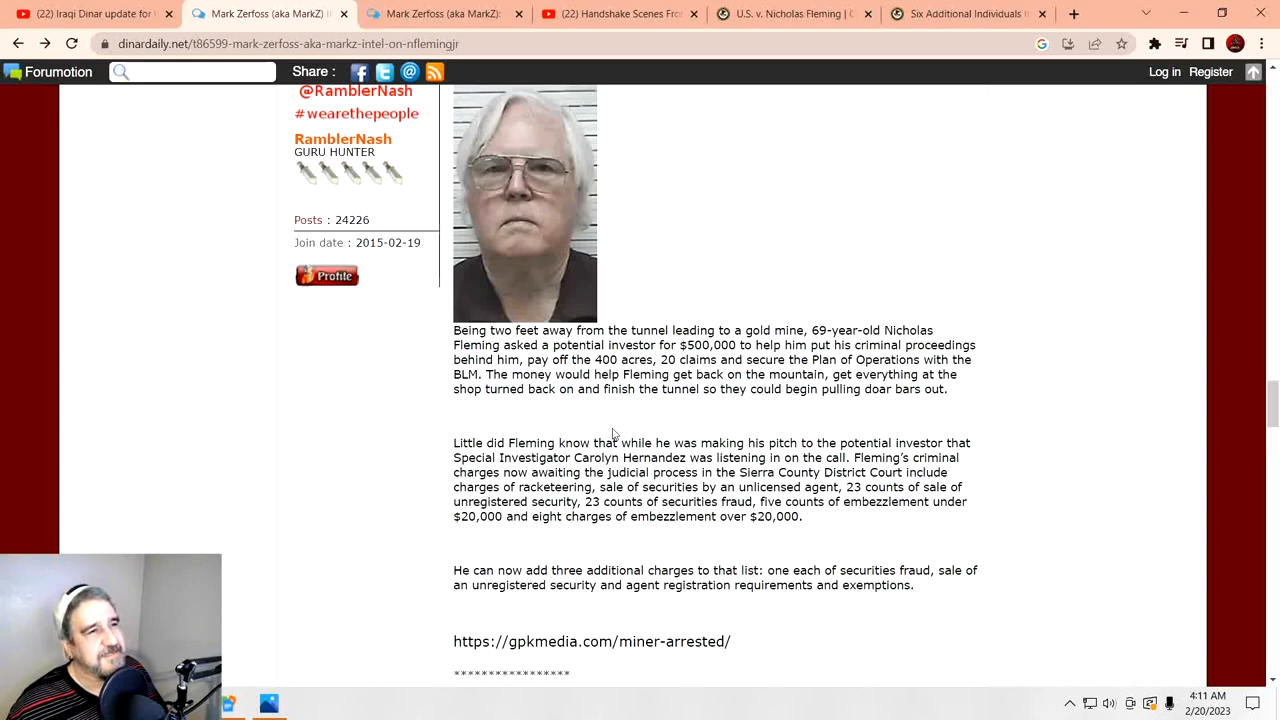 (22) Iraqi Dinar update for
Mark Zerfoss (aka MarkZ) I
Mark Zerfoss (aka MarkZ):
(22) Handshake Scenes Fro
U.S. v. Nicholas Fleming | C
Six Additional Individuals I
dinardaily.net/t86599-mark-zerfoss-aka-markz-intel-on-nflemingjr
Forumotion
Share :
Log in Register
@RamblerNash
#wearethepeople
RamblerNash
GURU HUNTER
Posts : 24226
Join date : 2015-02-19
Profile
Being two feet away from the tunnel leading to a gold mine, 69-year-old Nicholas
Fleming asked a potential investor for $500,000 to help him put his criminal proceedings
behind him, pay off the 400 acres, 20 claims and secure the Plan of Operations with the
BLM. The money would help Fleming get back on the mountain, get everything at the
shop turned back on and finish the tunnel so they could begin pulling doar bars out.
Little did Fleming know that while he was making his pitch to the potential investor that
Special Investigator Carolyn Hernandez was listening in on the call. Fleming’s criminal
charges now awaiting the judicial process in the Sierra County District Court include
charges of racketeering, sale of securities by an unlicensed agent, 23 counts of sale of
unregistered security, 23 counts of securities fraud, five counts of embezzlement under
$20,000 and eight charges of embezzlement over $20,000.
He can now add three additional charges to that list: one each of securities fraud, sale of
an unregistered security and agent registration requirements and exemptions.
https://gpkmedia.com/miner-arrested/
****************
4:11 AM
2/20/2023